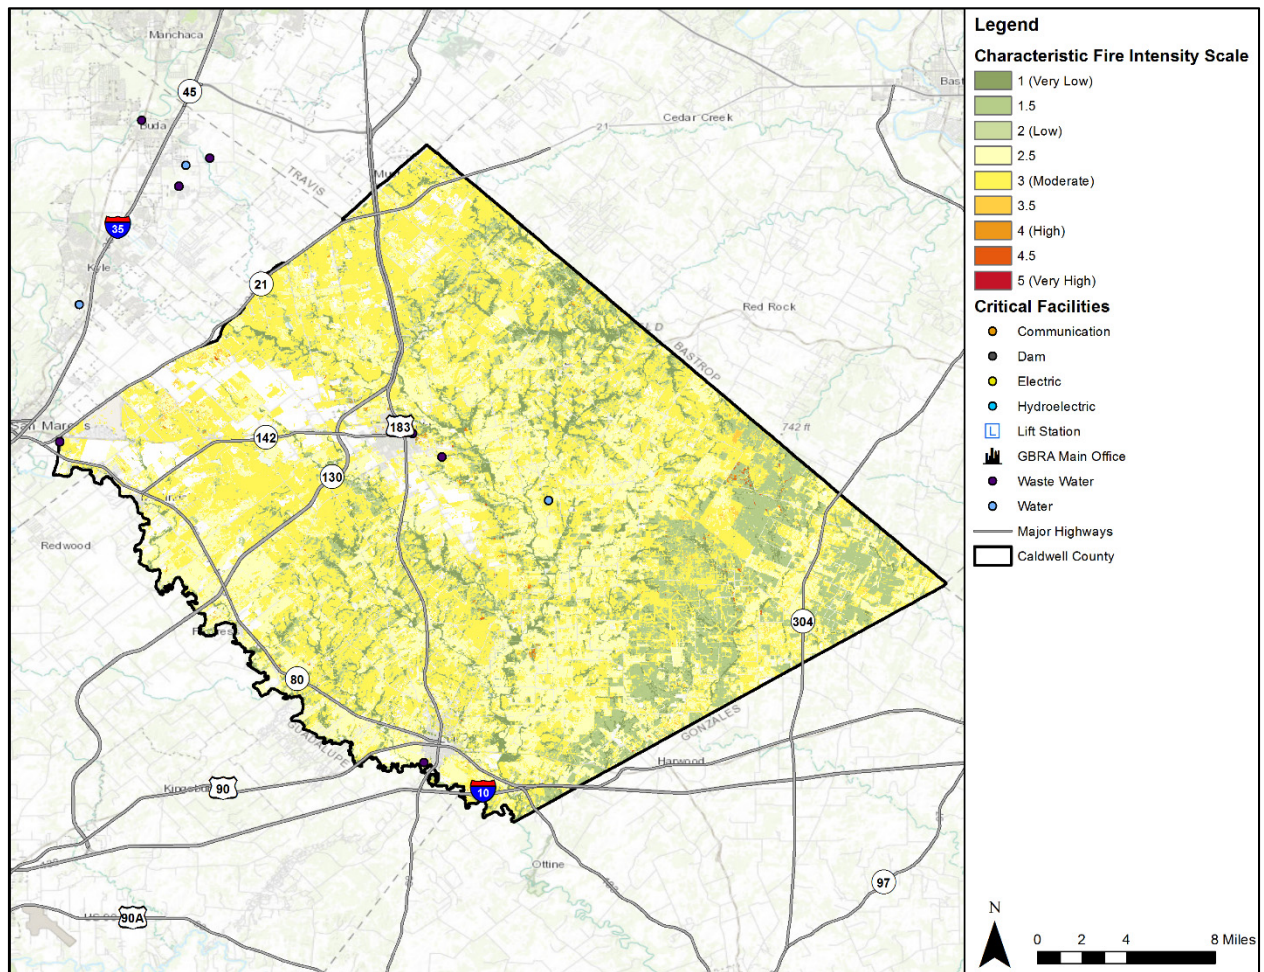 Manchaca
45
Buda
Cedar Creek
21
TRAVIS
35
Kyle
21
Red Rock
BASTROP
742 ft
183
142
130
Redwood
304
80
GUADALUPE
GONZALES
Harwood
90
10
Ottine
97
90A
Legend
Characteristic Fire Intensity Scale
1 (Very Low)
1.5
2 (Low)
2.5
3 (Moderate)
3.5
4 (High)
4.5
5 (Very High)
Critical Facilities
Communication
Dam
Electric
Hydroelectric
L Lift Station
GBRA Main Office
Waste Water
Water
Major Highways
Caldwell County
N
0 2 4 8 Miles